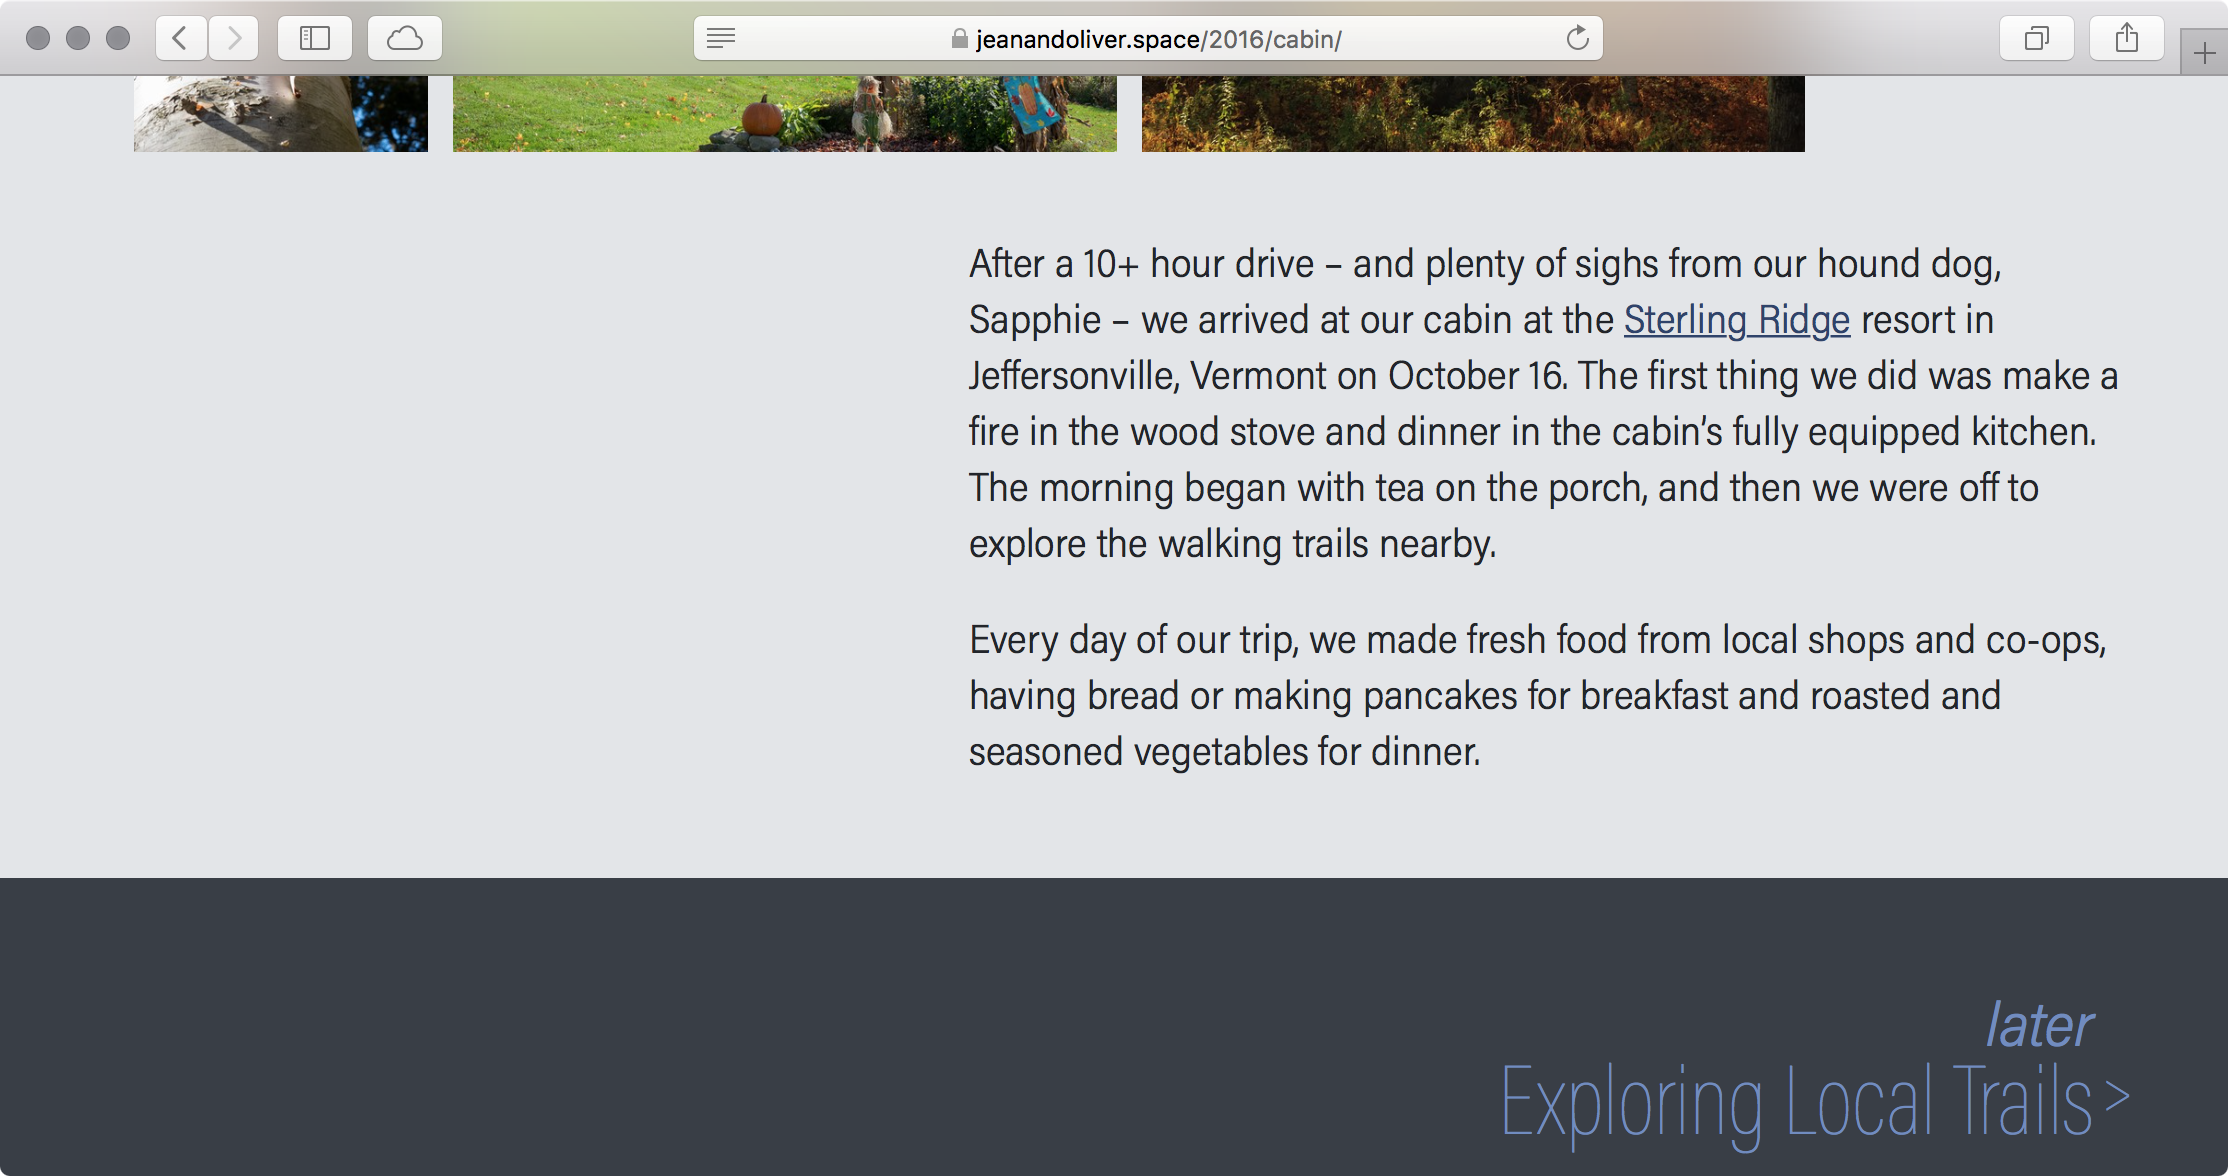 jeanandoliver.space/2016/cabin/
After a 10+ hour drive – and plenty of sighs from our hound dog,
Sapphie – we arrived at our cabin at the Sterling Ridge resort in
Jeffersonville, Vermont on October 16. The first thing we did was make a
fire in the wood stove and dinner in the cabin’s fully equipped kitchen.
The morning began with tea on the porch, and then we were off to
explore the walking trails nearby.
Every day of our trip, we made fresh food from local shops and co-ops,
having bread or making pancakes for breakfast and roasted and
seasoned vegetables for dinner.
later
Exploring Local Trails >